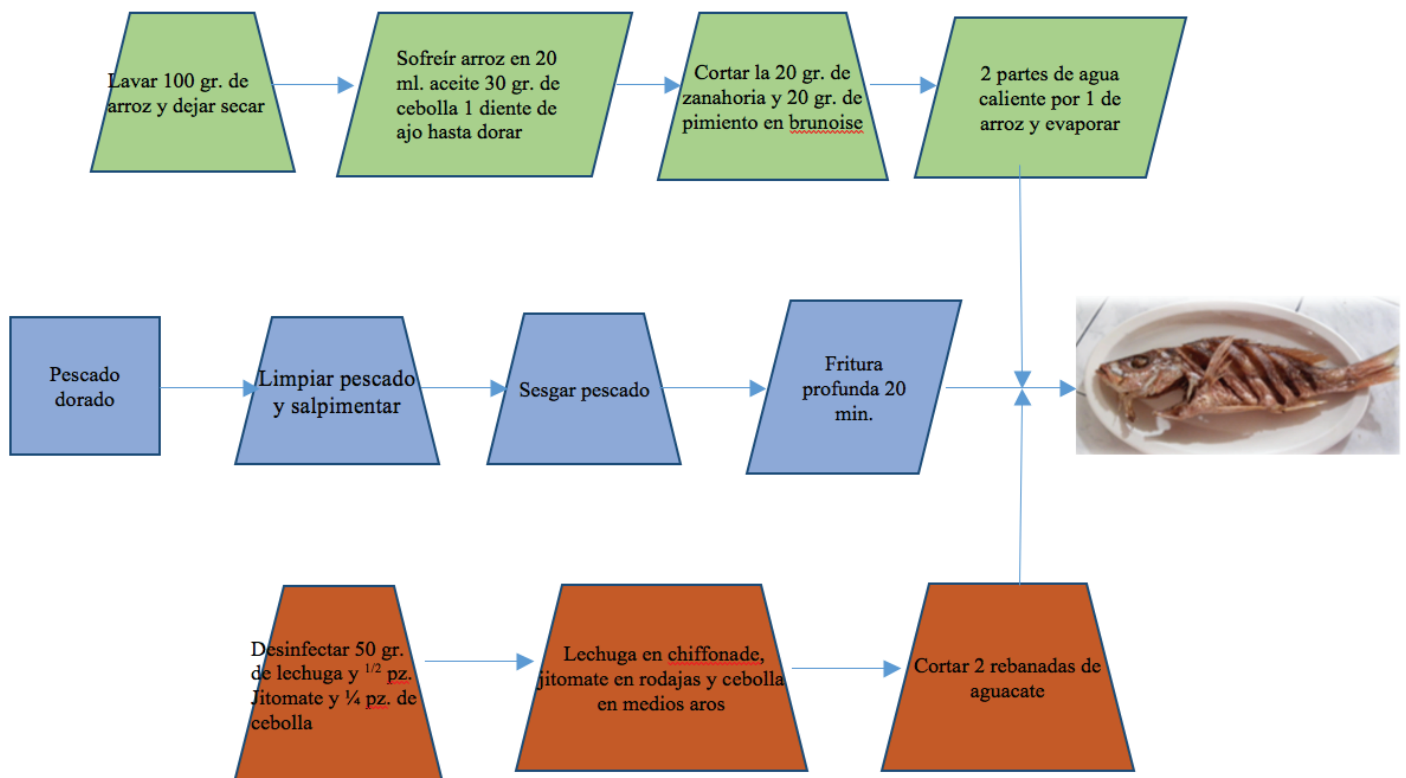 Lavar 100 gr. de
arroz y dejar secar
Sofreír arroz en 20
ml. aceite 30 gr. de
cebolla 1 diente de
ajo hasta dorar
Cortar la 20 gr. de
zanahoria y 20 gr. de
pimiento en brunoise
2 partes de agua
caliente por 1 de
arroz y evaporar
Pescado
dorado
Limpiar pescado
y salpimentar
Sesgar pescado
Fritura
profunda 20
min.
Desinfectar 50 gr.
de lechuga y 1/2 pz.
Jitomate y ¼ pz. de
cebolla
Lechuga en chiffonade,
jitomate en rodajas y cebolla
en medios aros
Cortar 2 rebanadas de
aguacate